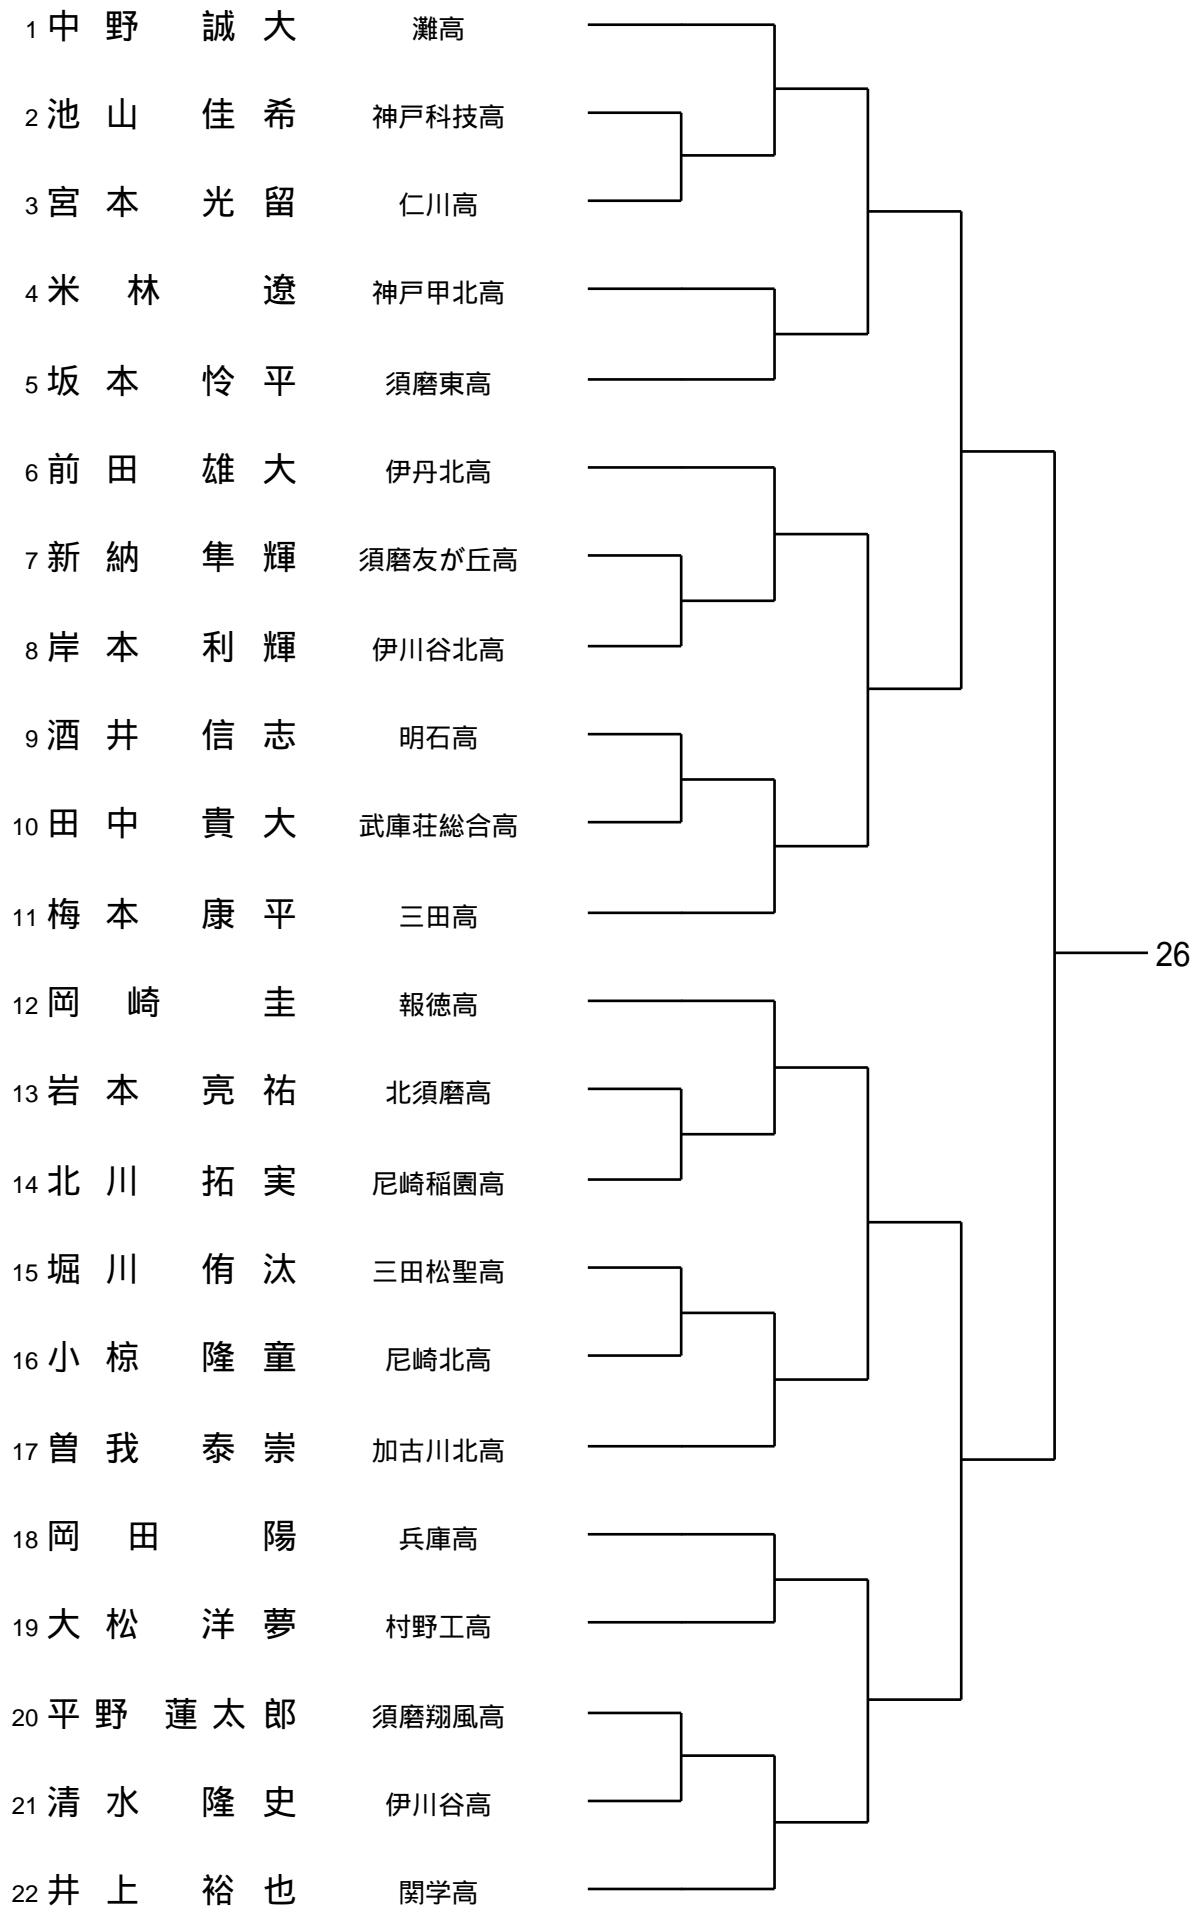 1 中野 誠大 灘高
2 池山 佳希 神戸科技高
3 宮本 光留 仁川高
4 米林 遼 神戸甲北高
5 坂本 怜平 須磨東高
6 前田 雄大 伊丹北高
7 新納 隼輝 須磨友が丘高
8 岸本 利輝 伊川谷北高
9 酒井 信志 明石高
10 田中 貴大 武庫荘総合高
11 梅本 康平 三田高
26
12 岡崎 圭 報徳高
13 岩本 亮祐 北須磨高
14 北川 拓実 尼崎稲園高
15 堀川 侑汰 三田松聖高
16 小椋 隆童 尼崎北高
17 曽我 泰崇 加古川北高
18 岡田 陽 兵庫高
19 大松 洋夢 村野工高
20 平野 蓮太郎 須磨翔風高
21 清水 隆史 伊川谷高
22 井上 裕也 関学高